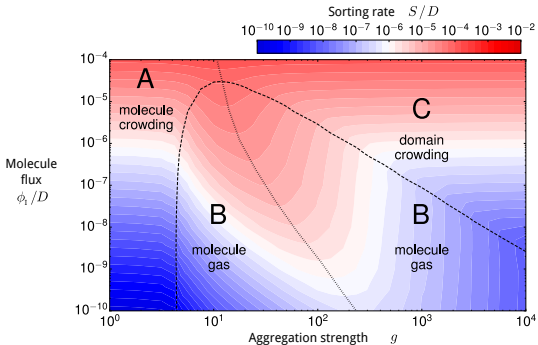 Sorting rate S/D
10⁻¹⁰ 10⁻⁹ 10⁻⁸ 10⁻⁷ 10⁻⁶ 10⁻⁵ 10⁻⁴ 10⁻³ 10⁻²
10⁻⁴
10⁻⁵
10⁻⁶
10⁻⁷
10⁻⁸
10⁻⁹
10⁻¹⁰
Molecule
flux
ϕ₁/D
A
molecule
crowding
C
domain
crowding
B
molecule
gas
B
molecule
gas
10⁰ 10¹ 10² 10³ 10⁴
Aggregation strength g